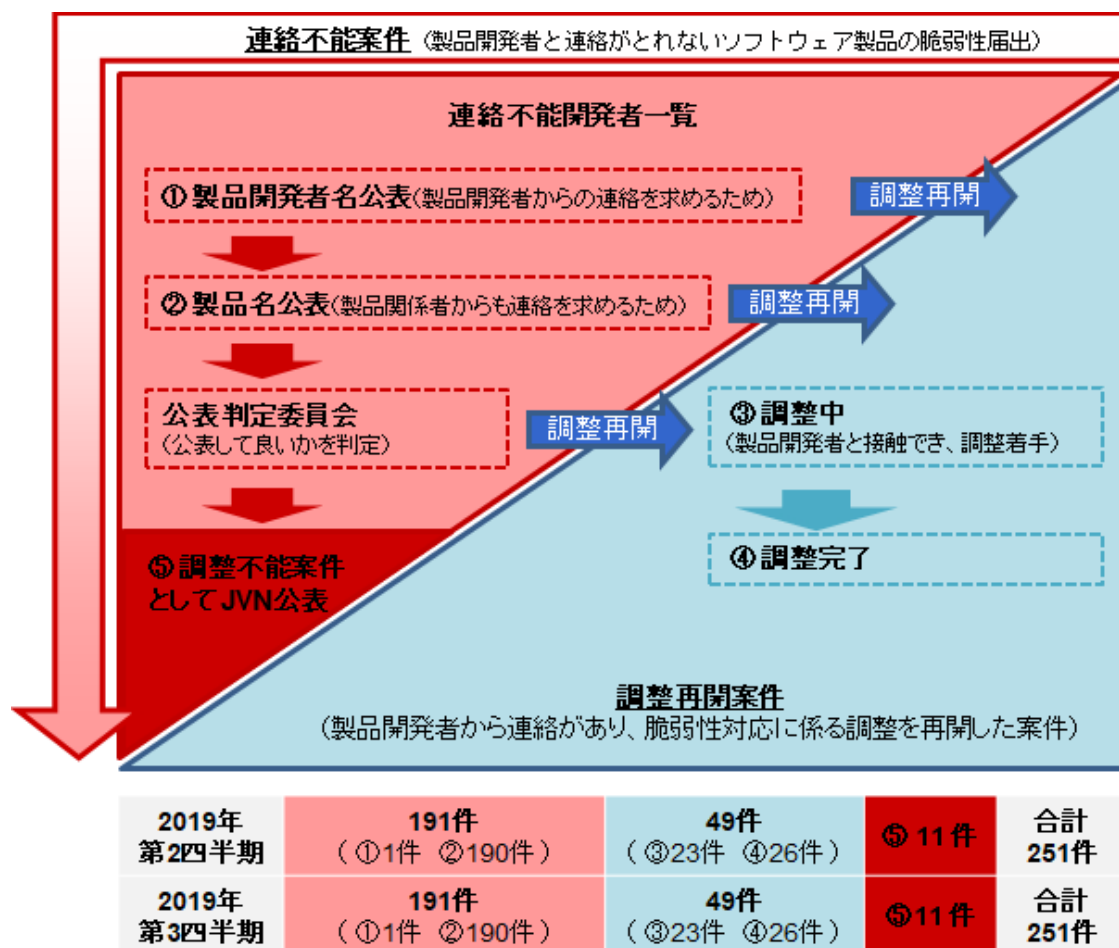 連絡不能案件（製品開発者と連絡がとれないソフトウェア製品の脆弱性届出）
連絡不能開発者一覧
①製品開発者名公表(製品開発者からの連絡を求めるため)
調整再開
②製品名公表(製品関係者からも連絡を求めるため)
調整再開
公表判定委員会
(公表して良いかを判定)
調整再開
③調整中
(製品開発者と接触でき、調整着手)
⑤調整不能案件
としてJVN公表
④調整完了
調整再開案件
(製品開発者から連絡があり、脆弱性対応に係る調整を再開した案件)
2019年
第2四半期
191件
（①1件 ②190件）
49件
（③23件 ④26件）
⑤11件
合計
251件
2019年
第3四半期
191件
（①1件 ②190件）
49件
（③23件 ④26件）
⑤11件
合計
251件